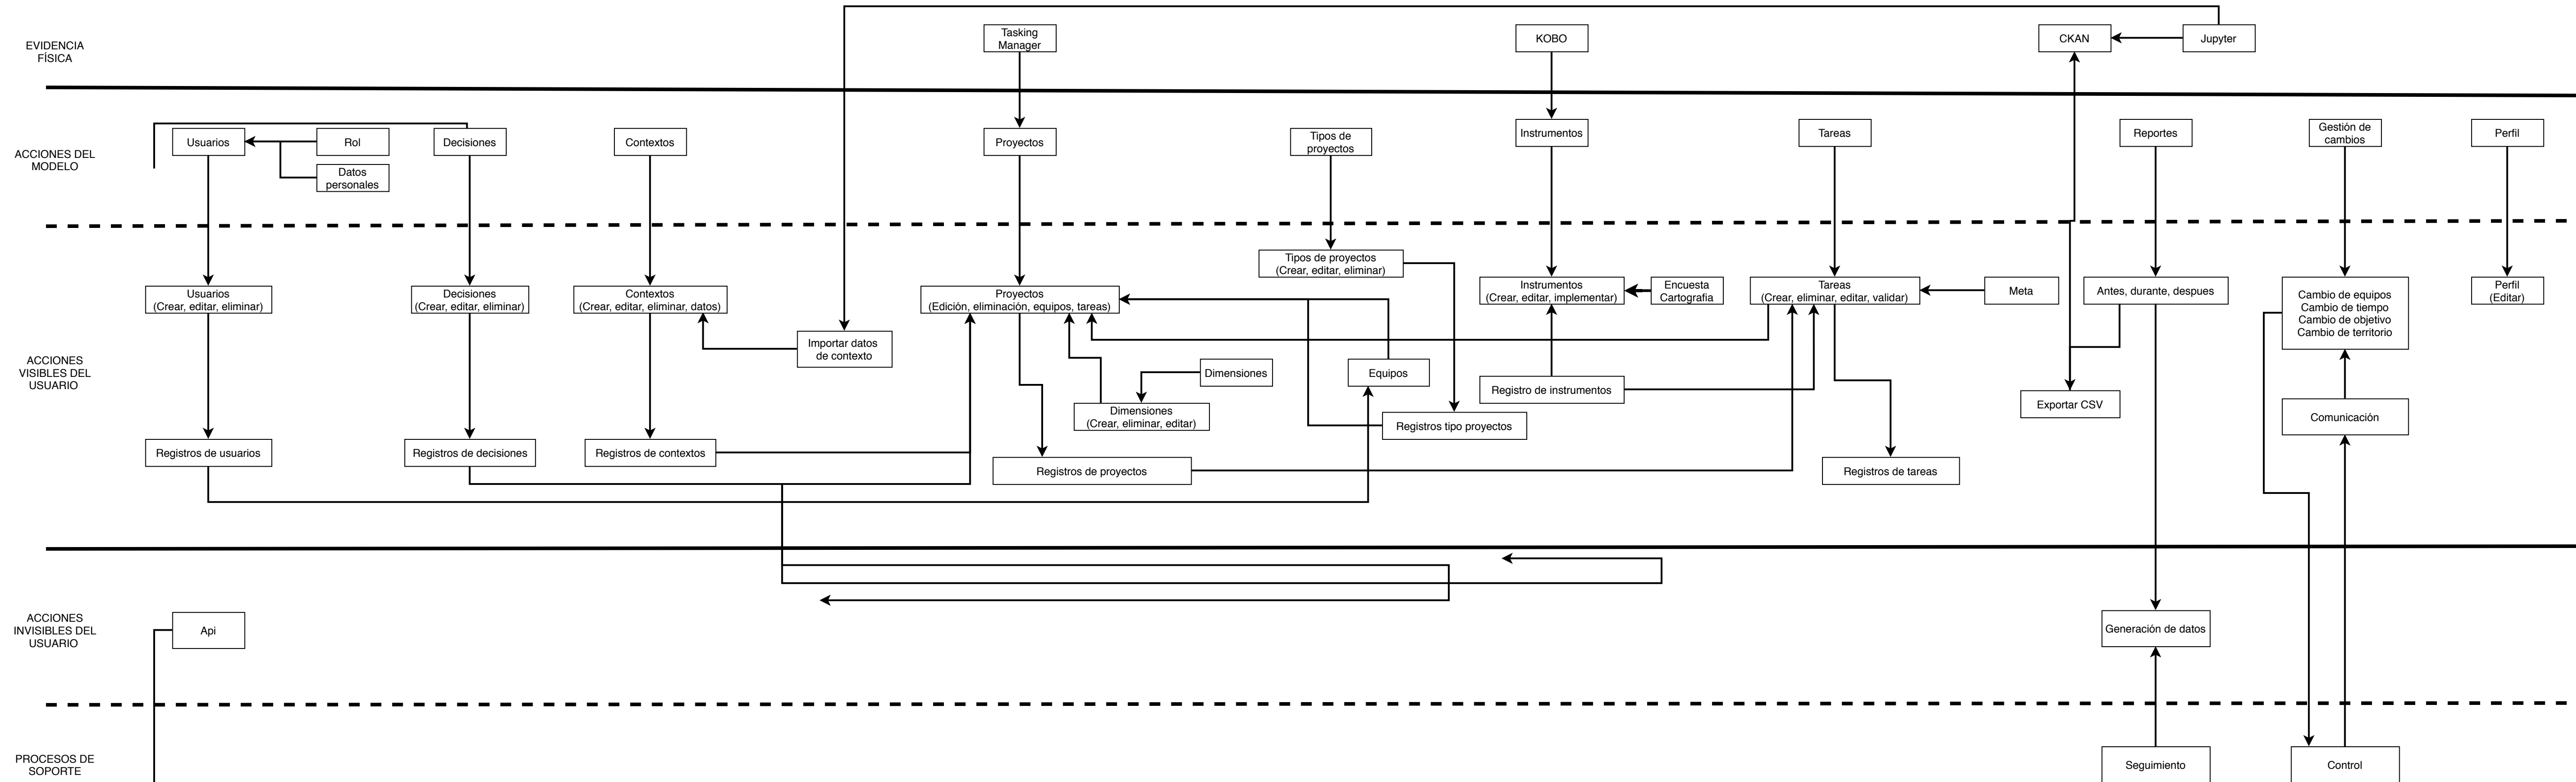 EVIDENCIA
FÍSICA
Tasking
Manager
KOBO
CKAN
Jupyter
ACCIONES DEL
MODELO
Usuarios
Rol
Datos
personales
Decisiones
Contextos
Proyectos
Tipos de
proyectos
Instrumentos
Tareas
Reportes
Gestión de
cambios
Perfil
ACCIONES
VISIBLES DEL
USUARIO
Usuarios
(Crear, editar, eliminar)
Decisiones
(Crear, editar, eliminar)
Contextos
(Crear, editar, eliminar, datos)
Importar datos
de contexto
Proyectos
(Edición, eliminación, equipos, tareas)
Tipos de proyectos
(Crear, editar, eliminar)
Instrumentos
(Crear, editar, implementar)
Encuesta
Cartografia
Tareas
(Crear, eliminar, editar, validar)
Meta
Antes, durante, despues
Cambio de equipos
Cambio de tiempo
Cambio de objetivo
Cambio de territorio
Perfil
(Editar)
Dimensiones
Equipos
Registro de instrumentos
Dimensiones
(Crear, eliminar, editar)
Registros tipo proyectos
Exportar CSV
Comunicación
Registros de usuarios
Registros de decisiones
Registros de contextos
Registros de proyectos
Registros de tareas
ACCIONES
INVISIBLES DEL
USUARIO
Api
Generación de datos
PROCESOS DE
SOPORTE
Seguimiento
Control